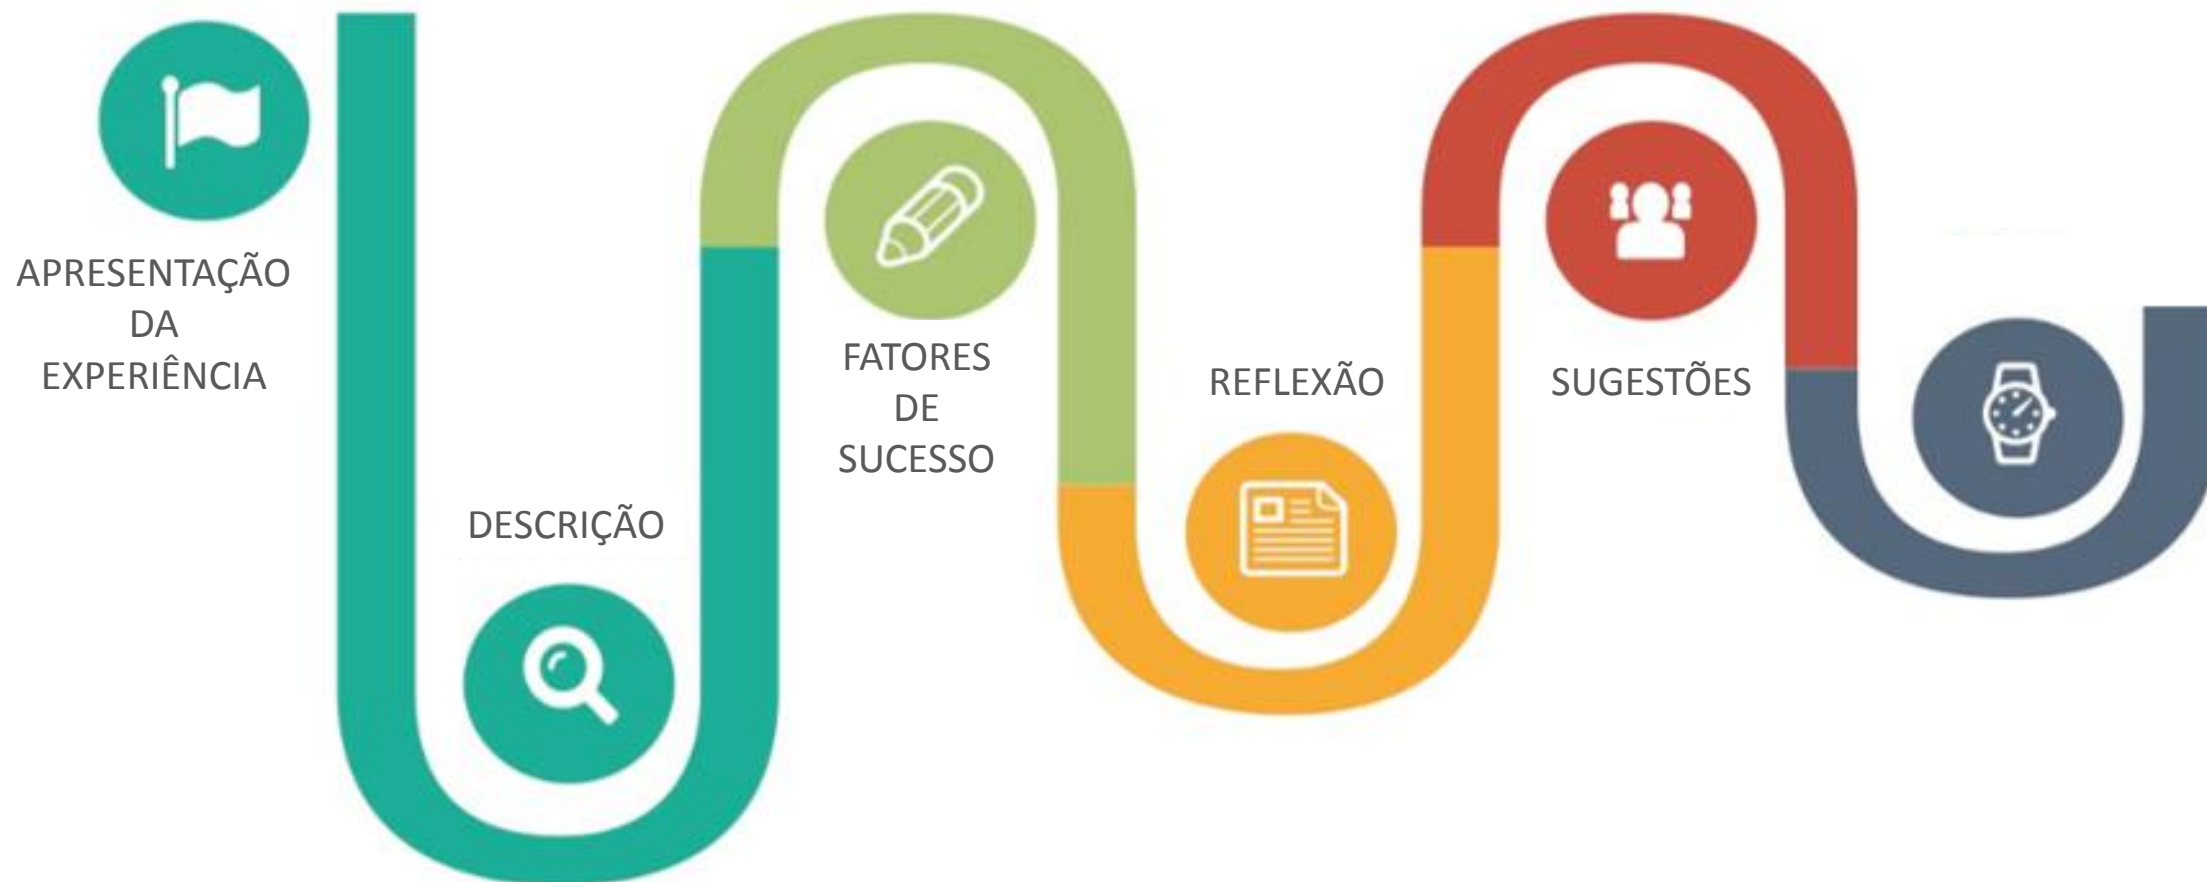 APRESENTAÇÃO
DA
EXPERIÊNCIA
DESCRIÇÃO
FATORES
DE
SUCESSO
REFLEXÃO
SUGESTÕES